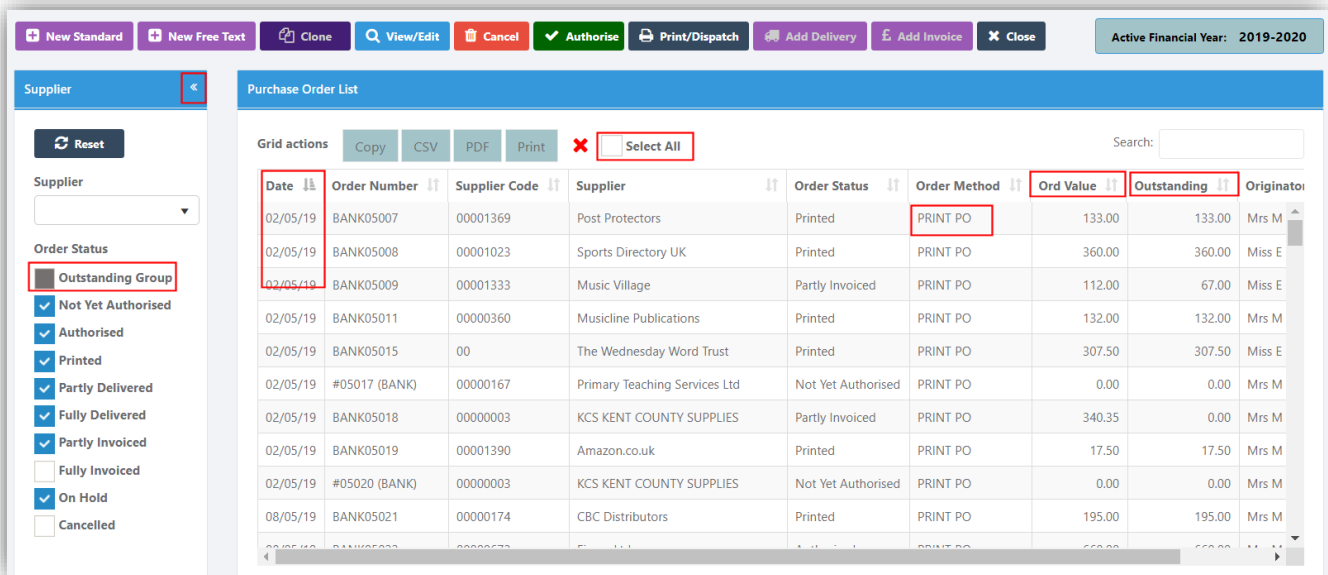 New Standard New Free Text Clone View/Edit Cancel Authorise Print/Dispatch Add Delivery £ Add Invoice Close Active Financial Year: 2019-2020
Supplier «
Reset
Supplier
Order Status
Outstanding Group
Not Yet Authorised
Authorised
Printed
Partly Delivered
Fully Delivered
Partly Invoiced
Fully Invoiced
On Hold
Cancelled
Purchase Order List
Grid actions Copy CSV PDF Print Select All Search:
Date Order Number Supplier Code Supplier Order Status Order Method Ord Value Outstanding Originator
02/05/19 BANK05007 00001369 Post Protectors Printed PRINT PO 133.00 133.00 Mrs M
02/05/19 BANK05008 00001023 Sports Directory UK Printed PRINT PO 360.00 360.00 Miss E
02/05/19 BANK05009 00001333 Music Village Partly Invoiced PRINT PO 112.00 67.00 Miss E
02/05/19 BANK05011 00000360 Musicline Publications Printed PRINT PO 132.00 132.00 Mrs M
02/05/19 BANK05015 00 The Wednesday Word Trust Printed PRINT PO 307.50 307.50 Miss E
02/05/19 #05017 (BANK) 00000167 Primary Teaching Services Ltd Not Yet Authorised PRINT PO 0.00 0.00 Mrs M
02/05/19 BANK05018 00000003 KCS KENT COUNTY SUPPLIES Partly Invoiced PRINT PO 340.35 0.00 Mrs M
02/05/19 BANK05019 00001390 Amazon.co.uk Printed PRINT PO 17.50 17.50 Mrs M
02/05/19 #05020 (BANK) 00000003 KCS KENT COUNTY SUPPLIES Not Yet Authorised PRINT PO 0.00 0.00 Mrs M
08/05/19 BANK05021 00000174 CBC Distributors Printed PRINT PO 195.00 195.00 Mrs M